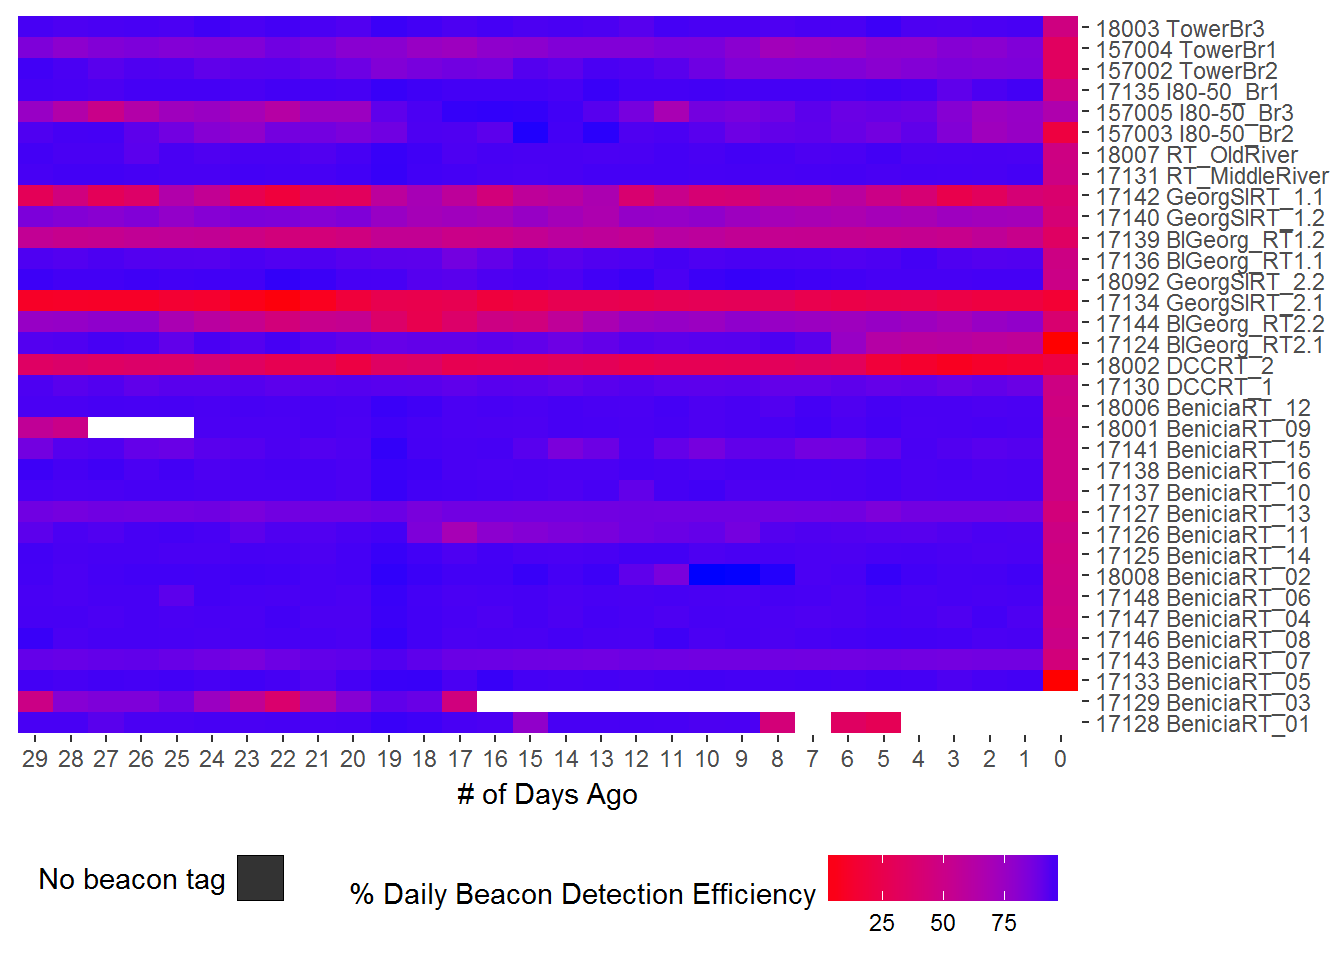 18003 TowerBr3
157004 TowerBr1
157002 TowerBr2
17135 I80-50_Br1
157005 I80-50_Br3
157003 I80-50_Br2
18007 RT_OldRiver
17131 RT_MiddleRiver
17142 GeorgSlRT_1.1
17140 GeorgSlRT_1.2
17139 BlGeorg_RT1.2
17136 BlGeorg_RT1.1
18092 GeorgSlRT_2.2
17134 GeorgSlRT_2.1
17144 BlGeorg_RT2.2
17124 BlGeorg_RT2.1
18002 DCCRT_2
17130 DCCRT_1
18006 BeniciaRT_12
18001 BeniciaRT_09
17141 BeniciaRT_15
17138 BeniciaRT_16
17137 BeniciaRT_10
17127 BeniciaRT_13
17126 BeniciaRT_11
17125 BeniciaRT_14
18008 BeniciaRT_02
17148 BeniciaRT_06
17147 BeniciaRT_04
17146 BeniciaRT_08
17143 BeniciaRT_07
17133 BeniciaRT_05
17129 BeniciaRT_03
17128 BeniciaRT_01
29 28 27 26 25 24 23 22 21 20 19 18 17 16 15 14 13 12 11 10 9 8 7 6 5 4 3 2 1 0
# of Days Ago
No beacon tag
% Daily Beacon Detection Efficiency
25 50 75